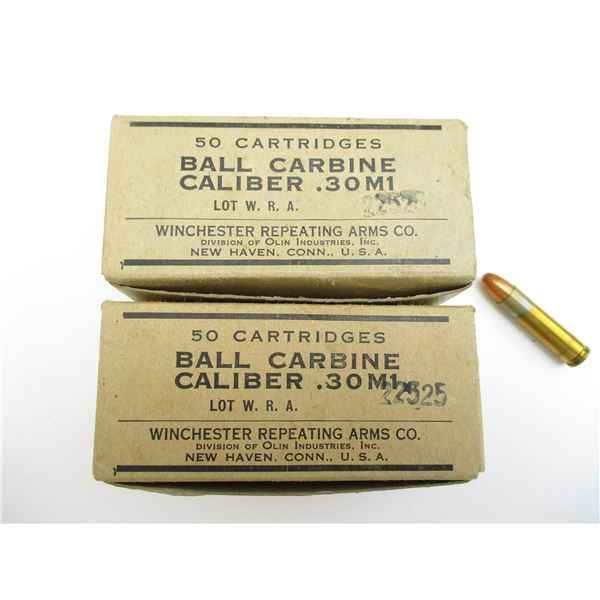 50 CARTRIDGES
BALL CARBINE
CALIBER .30M1
LOT W. R. A.
WINCHESTER REPEATING ARMS CO.
DIVISION OF OLIN INDUSTRIES, INC.
NEW HAVEN, CONN., U. S. A.
50 CARTRIDGES
BALL CARBINE
CALIBER .30M1
LOT W. R. A. 22525
WINCHESTER REPEATING ARMS CO.
DIVISION OF OLIN INDUSTRIES, INC.
NEW HAVEN, CONN., U. S. A.